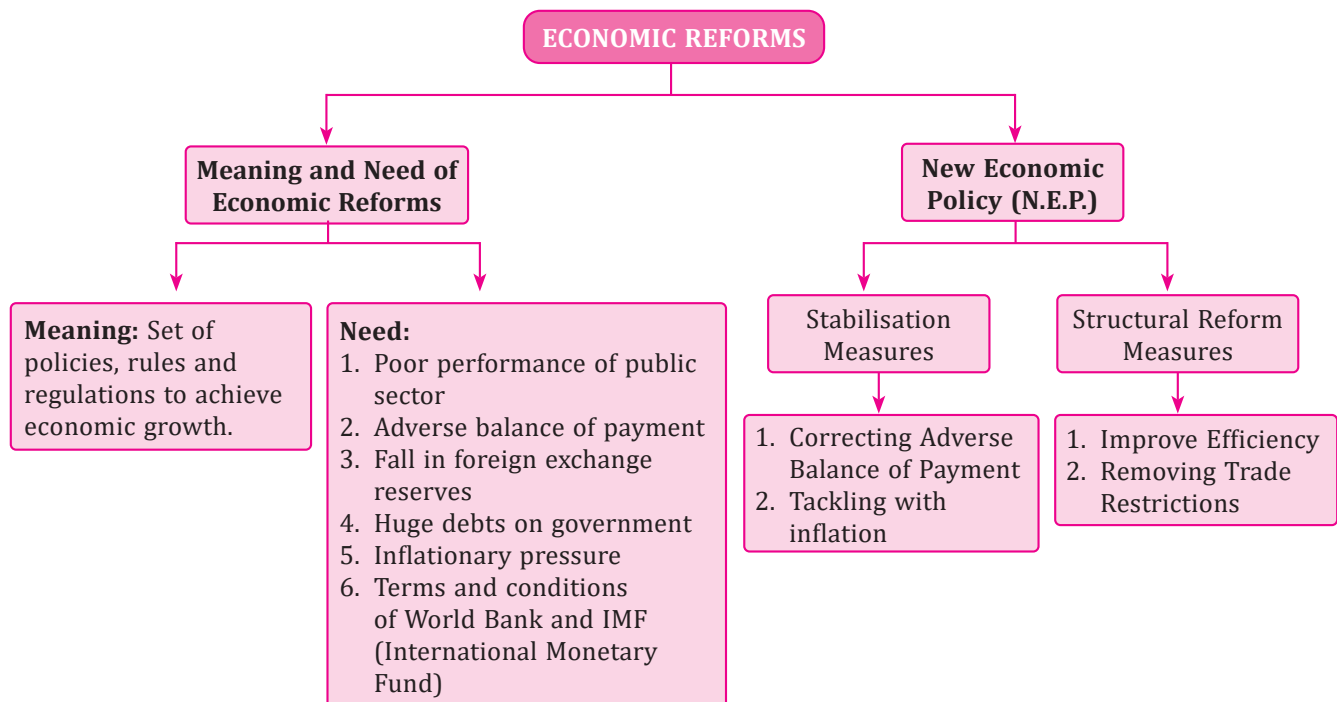 ECONOMIC REFORMS
Meaning and Need of
Economic Reforms
New Economic
Policy (N.E.P.)
Meaning: Set of
policies, rules and
regulations to achieve
economic growth.
Need:
1. Poor performance of public
sector
2. Adverse balance of payment
3. Fall in foreign exchange
reserves
4. Huge debts on government
5. Inflationary pressure
6. Terms and conditions
of World Bank and IMF
(International Monetary
Fund)
Stabilisation
Measures
Structural Reform
Measures
1. Correcting Adverse
Balance of Payment
2. Tackling with
inflation
1. Improve Efficiency
2. Removing Trade
Restrictions